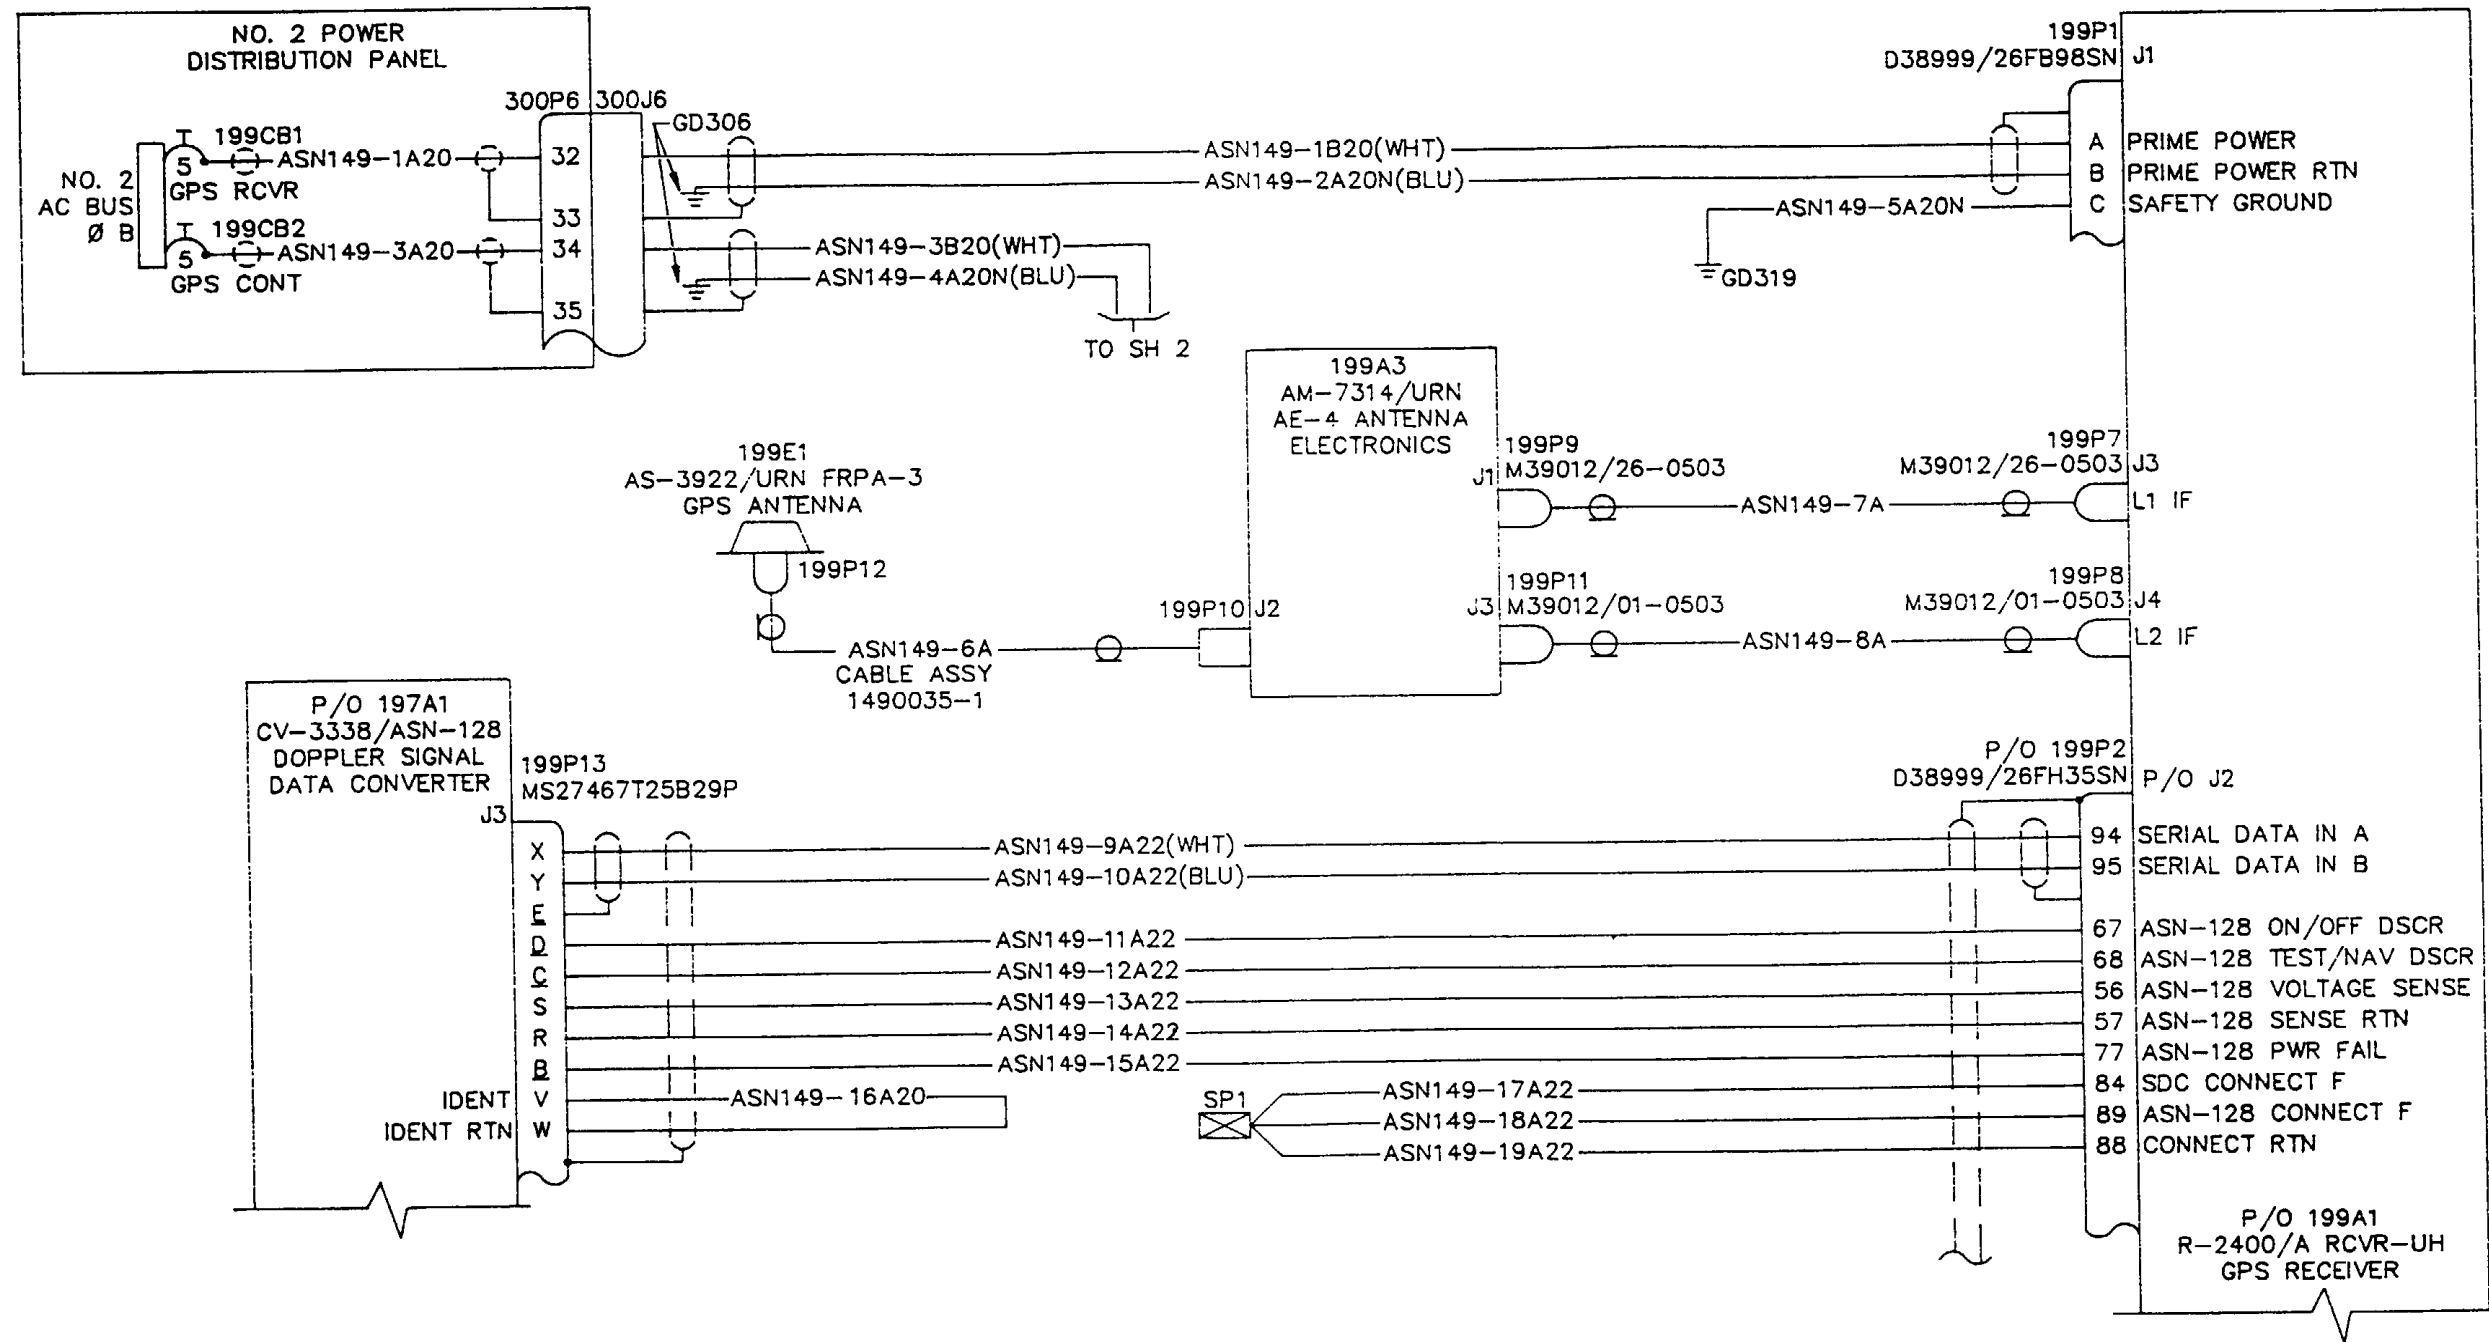 NO. 2 POWER
DISTRIBUTION PANEL
300P6 300J6
199CB1
5
GPS RCVR
ASN149-1A20
32
33
NO. 2
AC BUS
Ø B
199CB2
5
GPS CONT
ASN149-3A20
34
35
GD306
ASN149-1B20(WHT)
ASN149-2A20N(BLU)
ASN149-3B20(WHT)
ASN149-4A20N(BLU)
TO SH 2
199P1
D38999/26FB98SN J1
A PRIME POWER
B PRIME POWER RTN
C SAFETY GROUND
ASN149-5A20N
GD319
199A3
AM-7314/URN
AE-4 ANTENNA
ELECTRONICS
199E1
AS-3922/URN FRPA-3
GPS ANTENNA
199P12
ASN149-6A
CABLE ASSY
1490035-1
199P10 J2
199P9
J1 M39012/26-0503
ASN149-7A
199P7
M39012/26-0503 J3
L1 IF
199P11
J3 M39012/01-0503
ASN149-8A
199P8
M39012/01-0503 J4
L2 IF
P/O 197A1
CV-3338/ASN-128
DOPPLER SIGNAL
DATA CONVERTER
J3
199P13
MS27467T25B29P
P/O 199P2
D38999/26FH35SN P/O J2
X ASN149-9A22(WHT) 94 SERIAL DATA IN A
Y ASN149-10A22(BLU) 95 SERIAL DATA IN B
E
D ASN149-11A22 67 ASN-128 ON/OFF DSCR
C ASN149-12A22 68 ASN-128 TEST/NAV DSCR
S ASN149-13A22 56 ASN-128 VOLTAGE SENSE
R ASN149-14A22 57 ASN-128 SENSE RTN
B ASN149-15A22 77 ASN-128 PWR FAIL
IDENT V ASN149-16A20
IDENT RTN W
SP1
ASN149-17A22 84 SDC CONNECT F
ASN149-18A22 89 ASN-128 CONNECT F
ASN149-19A22 88 CONNECT RTN
P/O 199A1
R-2400/A RCVR-UH
GPS RECEIVER